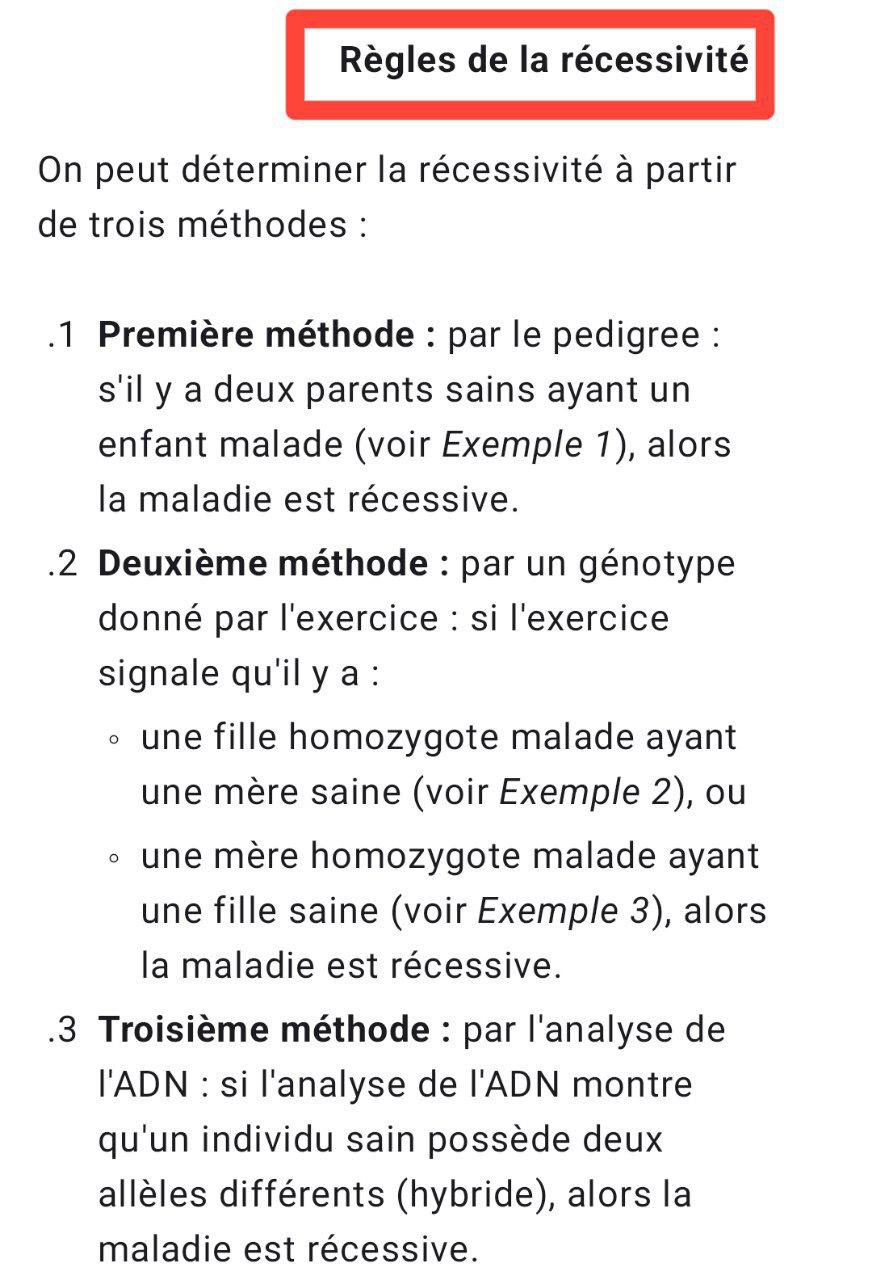 Règles de la récessivité
On peut déterminer la récessivité à partir
de trois méthodes :
.1 Première méthode : par le pedigree :
s'il y a deux parents sains ayant un
enfant malade (voir Exemple 1), alors
la maladie est récessive.
.2 Deuxième méthode : par un génotype
donné par l'exercice : si l'exercice
signale qu'il y a :
◦ une fille homozygote malade ayant
une mère saine (voir Exemple 2), ou
◦ une mère homozygote malade ayant
une fille saine (voir Exemple 3), alors
la maladie est récessive.
.3 Troisième méthode : par l'analyse de
l'ADN : si l'analyse de l'ADN montre
qu'un individu sain possède deux
allèles différents (hybride), alors la
maladie est récessive.